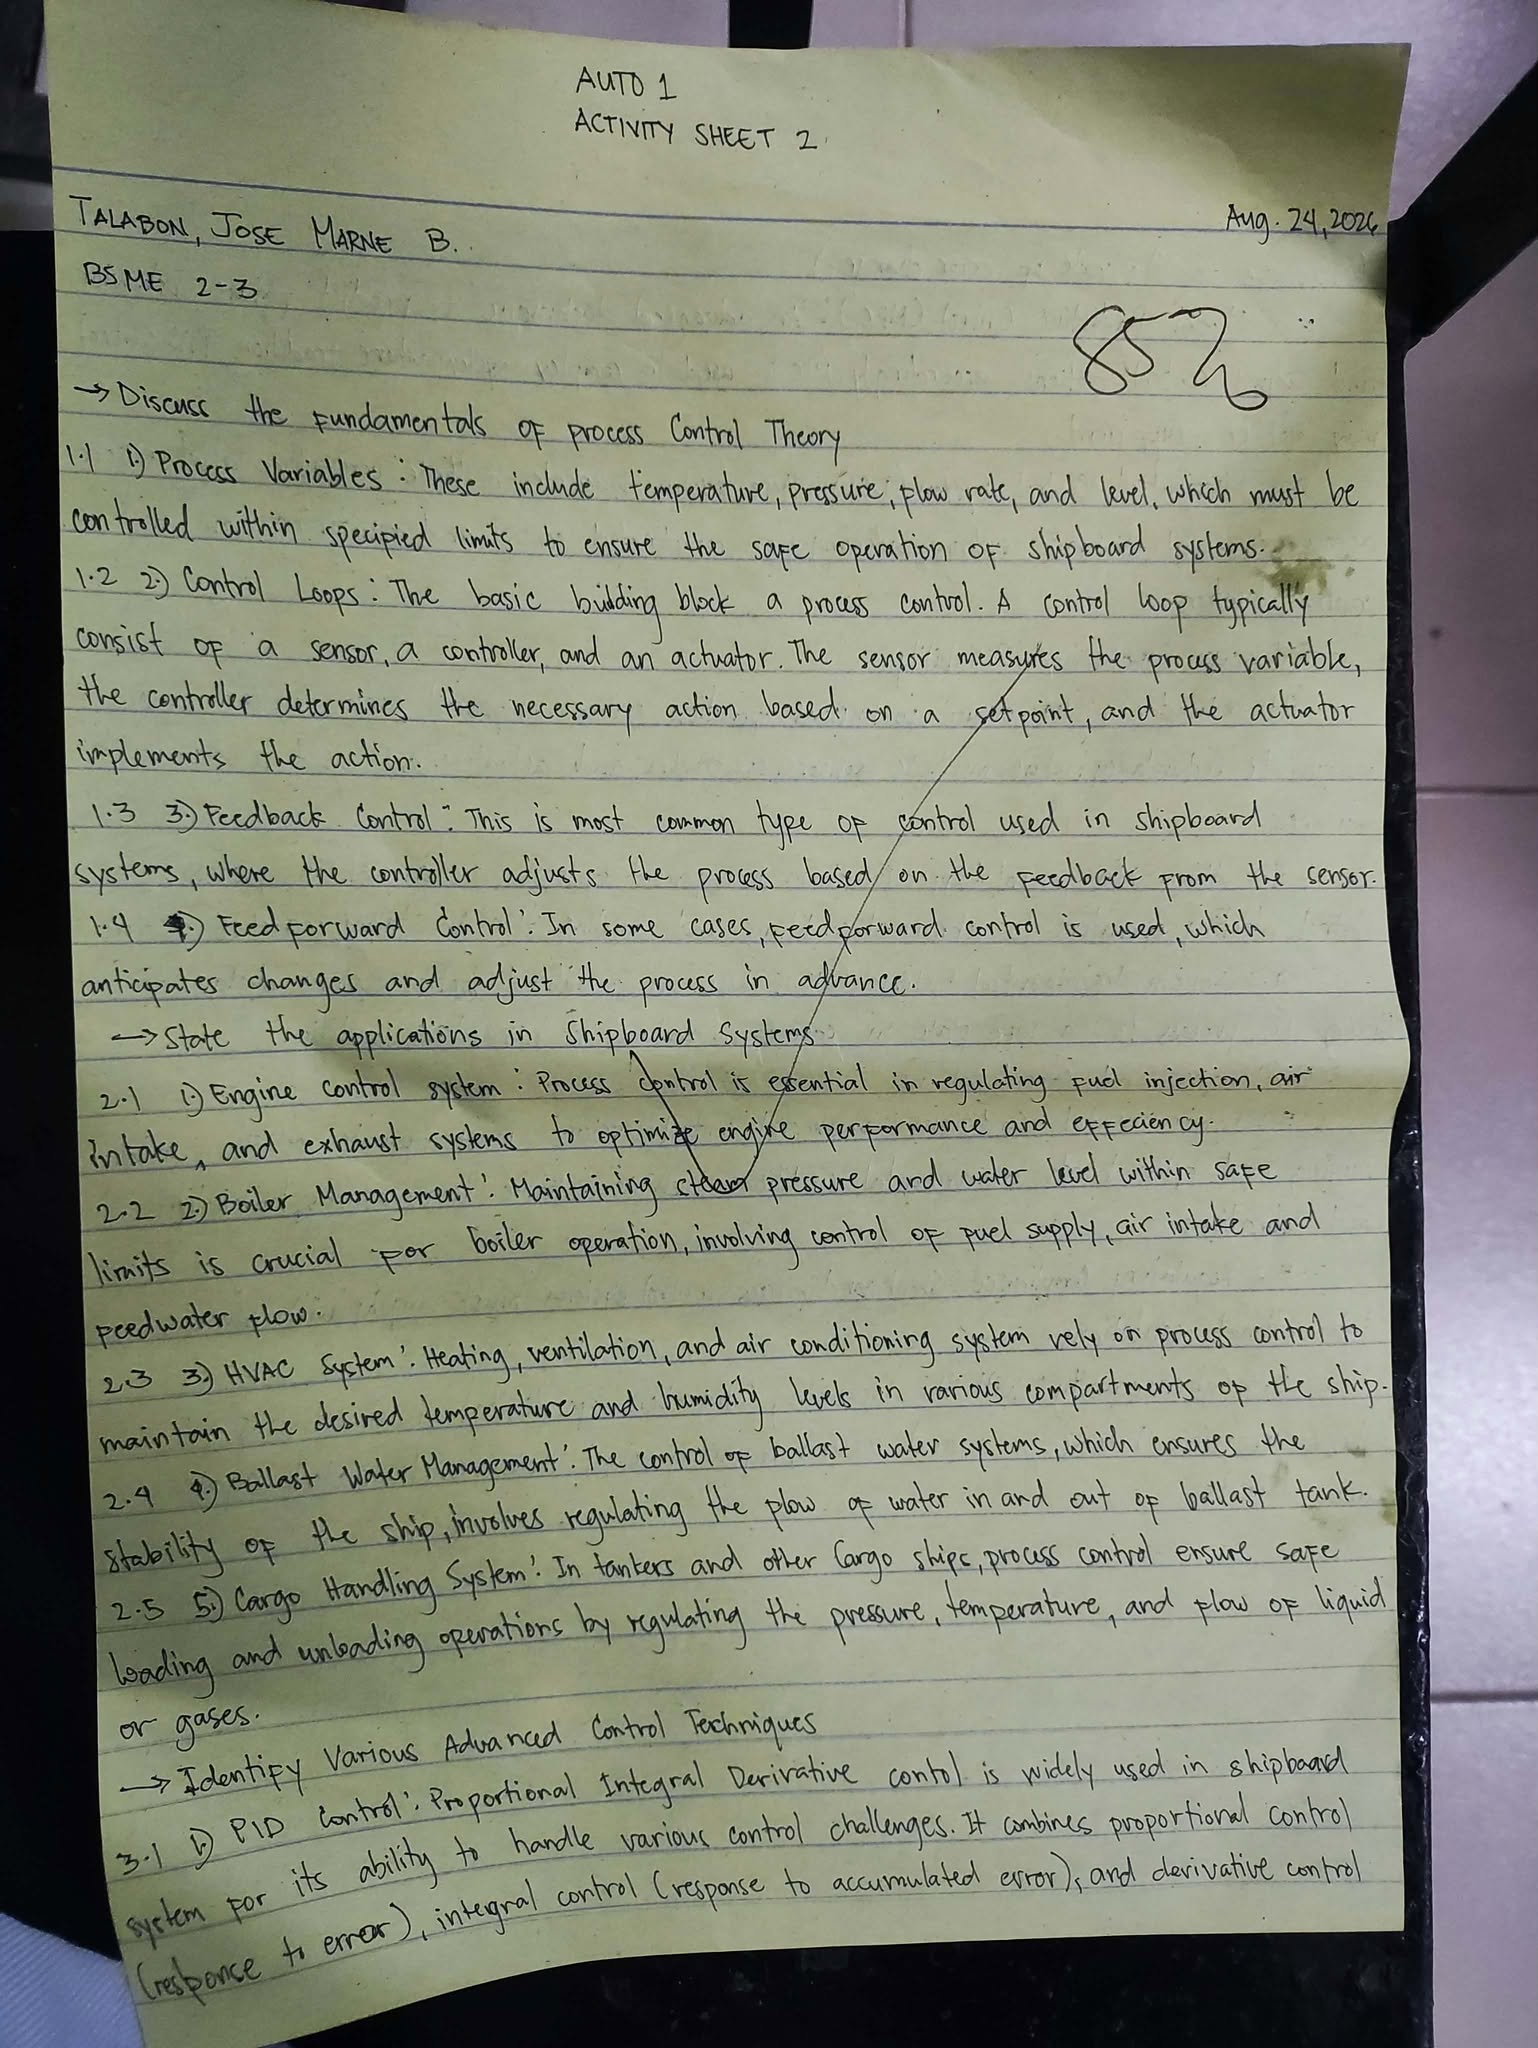 AUTO 1
ACTIVITY SHEET 2
TALABON, JOSE MARNE B.
Aug. 24, 2026
BSME 2-3
85%
→ Discuss the Fundamentals of process Control Theory
1.1 1.) Process Variables: These include temperature, pressure, flow rate, and level, which must be
controlled within specified limits to ensure the safe operation of shipboard systems.
1.2 2.) Control Loops: The basic building block a process control. A control loop typically
consist of a sensor, a controller, and an actuator. The sensor measures the process variable,
the controller determines the necessary action based on a setpoint, and the actuator
implements the action.
1.3 3.) Feedback Control: This is most common type of control used in shipboard
systems, where the controller adjusts the process based on the feedback from the sensor.
1.4 4.) Feedforward Control: In some cases, feedforward control is used, which
anticipates changes and adjust the process in advance.
→ State the applications in Shipboard Systems
2.1 1.) Engine control system: Process control is essential in regulating fuel injection, air
intake, and exhaust systems to optimize engine performance and effeciency.
2.2 2.) Boiler Management: Maintaining steam pressure and water level within safe
limits is crucial for boiler operation, involving control of fuel supply, air intake and
feedwater flow.
2.3 3.) HVAC System: Heating, ventilation, and air conditioning system rely on process control to
maintain the desired temperature and humidity levels in various compartments of the ship.
2.4 4.) Ballast Water Management: The control of ballast water systems, which ensures the
stability of the ship, involves regulating the flow of water in and out of ballast tank.
2.5 5.) Cargo Handling System: In tankers and other Cargo ships, process control ensure safe
loading and unloading operations by regulating the pressure, temperature, and flow of liquid
or gases.
→ Identify Various Advanced Control Techniques
3.1 1.) PID Control: Proportional Integral Derivative contol is widely used in shipboard
system for its ability to handle various control challenges. It combines proportional control
(response to error), integral control (response to accumulated error), and derivative control